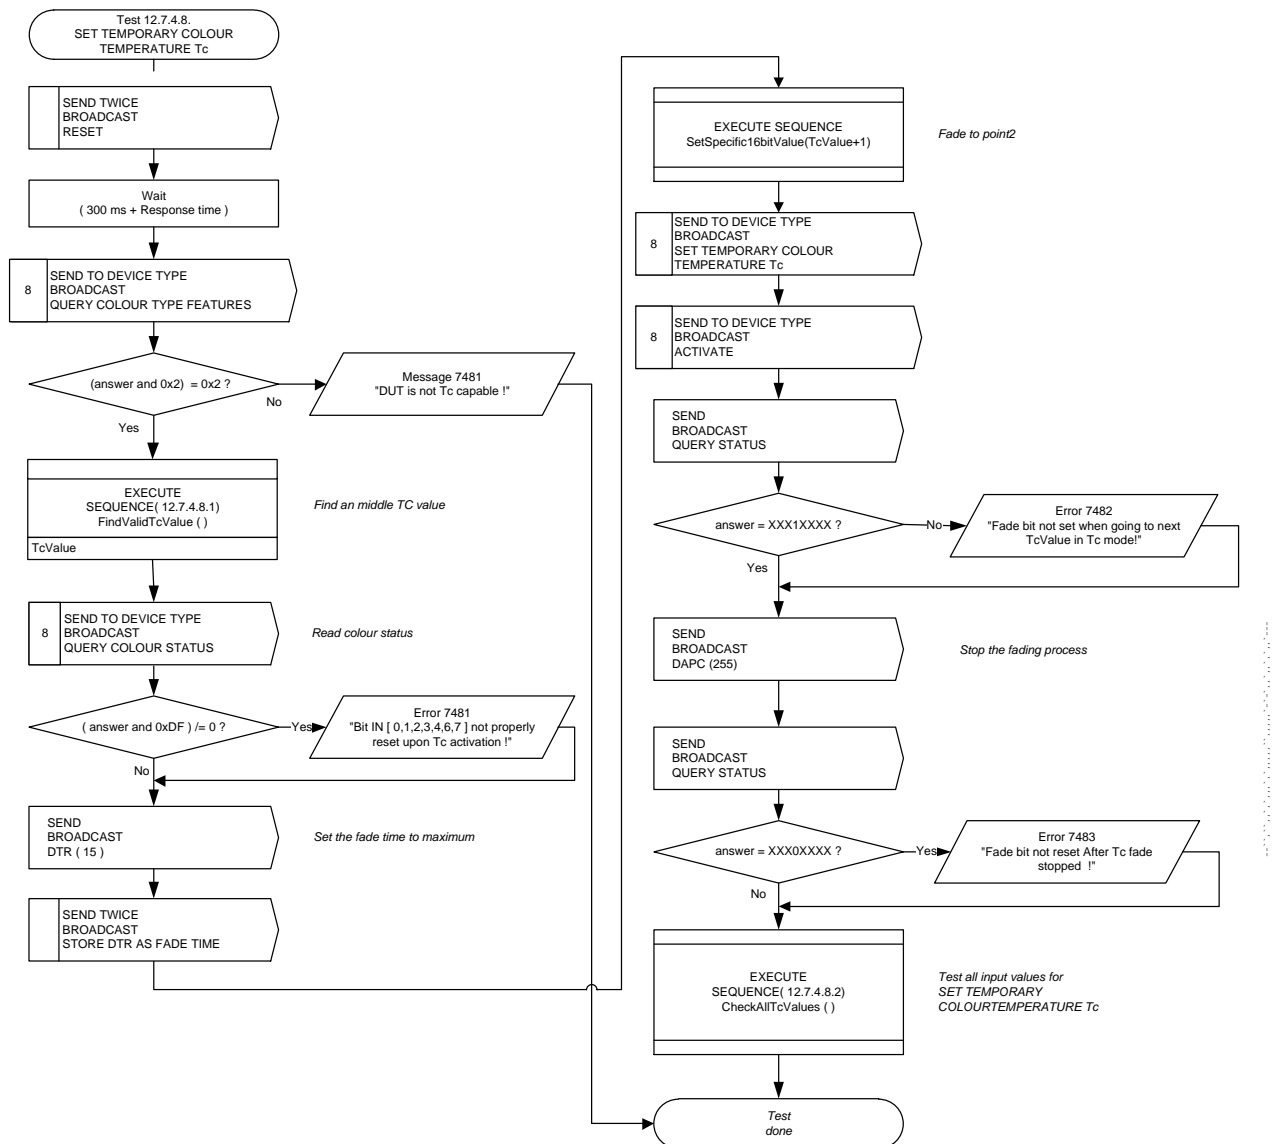 Test 12.7.4.8.
SET TEMPORARY COLOUR
TEMPERATURE Tc
SEND TWICE
BROADCAST
RESET
Wait
( 300 ms + Response time )
8
SEND TO DEVICE TYPE
BROADCAST
QUERY COLOUR TYPE FEATURES
(answer and 0x2) = 0x2 ?
No
Message 7481
"DUT is not Tc capable !"
Yes
EXECUTE
SEQUENCE( 12.7.4.8.1)
FindValidTcValue ( )
TcValue
Find an middle TC value
8
SEND TO DEVICE TYPE
BROADCAST
QUERY COLOUR STATUS
Read colour status
( answer and 0xDF ) /= 0 ?
Yes
Error 7481
"Bit IN [ 0,1,2,3,4,6,7 ] not properly
reset upon Tc activation !"
No
SEND
BROADCAST
DTR ( 15 )
Set the fade time to maximum
SEND TWICE
BROADCAST
STORE DTR AS FADE TIME
EXECUTE SEQUENCE
SetSpecific16bitValue(TcValue+1)
Fade to point2
8
SEND TO DEVICE TYPE
BROADCAST
SET TEMPORARY COLOUR
TEMPERATURE Tc
8
SEND TO DEVICE TYPE
BROADCAST
ACTIVATE
SEND
BROADCAST
QUERY STATUS
answer = XXX1XXXX ?
No
Error 7482
"Fade bit not set when going to next
TcValue in Tc mode!"
Yes
SEND
BROADCAST
DAPC (255)
Stop the fading process
SEND
BROADCAST
QUERY STATUS
answer = XXX0XXXX ?
Yes
Error 7483
"Fade bit not reset After Tc fade
stopped !"
No
EXECUTE
SEQUENCE( 12.7.4.8.2)
CheckAllTcValues ( )
Test all input values for
SET TEMPORARY
COLOURTEMPERATURE Tc
Test
done